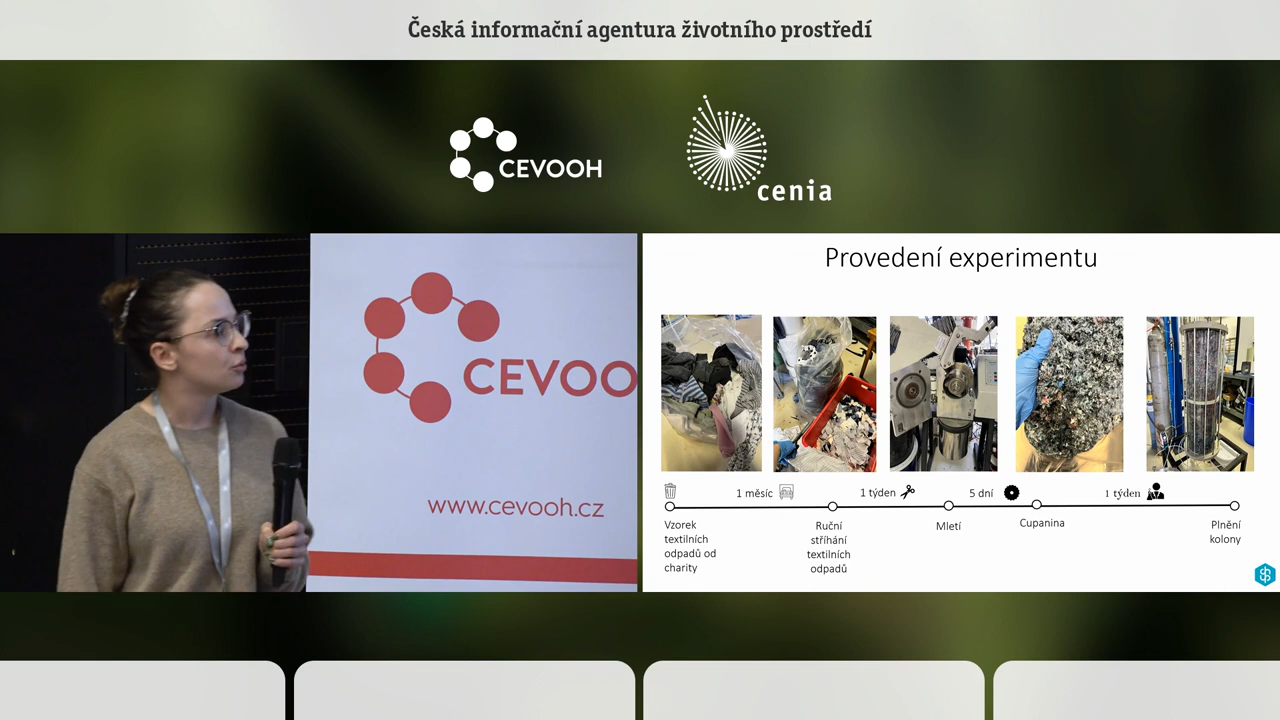 Česká informační agentura životního prostředí
CEVOOH
cenia
CEVOO
www.cevooh.cz
Provedení experimentu
1 měsíc
1 týden
5 dní
1 týden
Vzorek
textilních
odpadů od
charity
Ruční
stříhání
textilních
odpadů
Mletí
Cupanina
Plnění
kolony